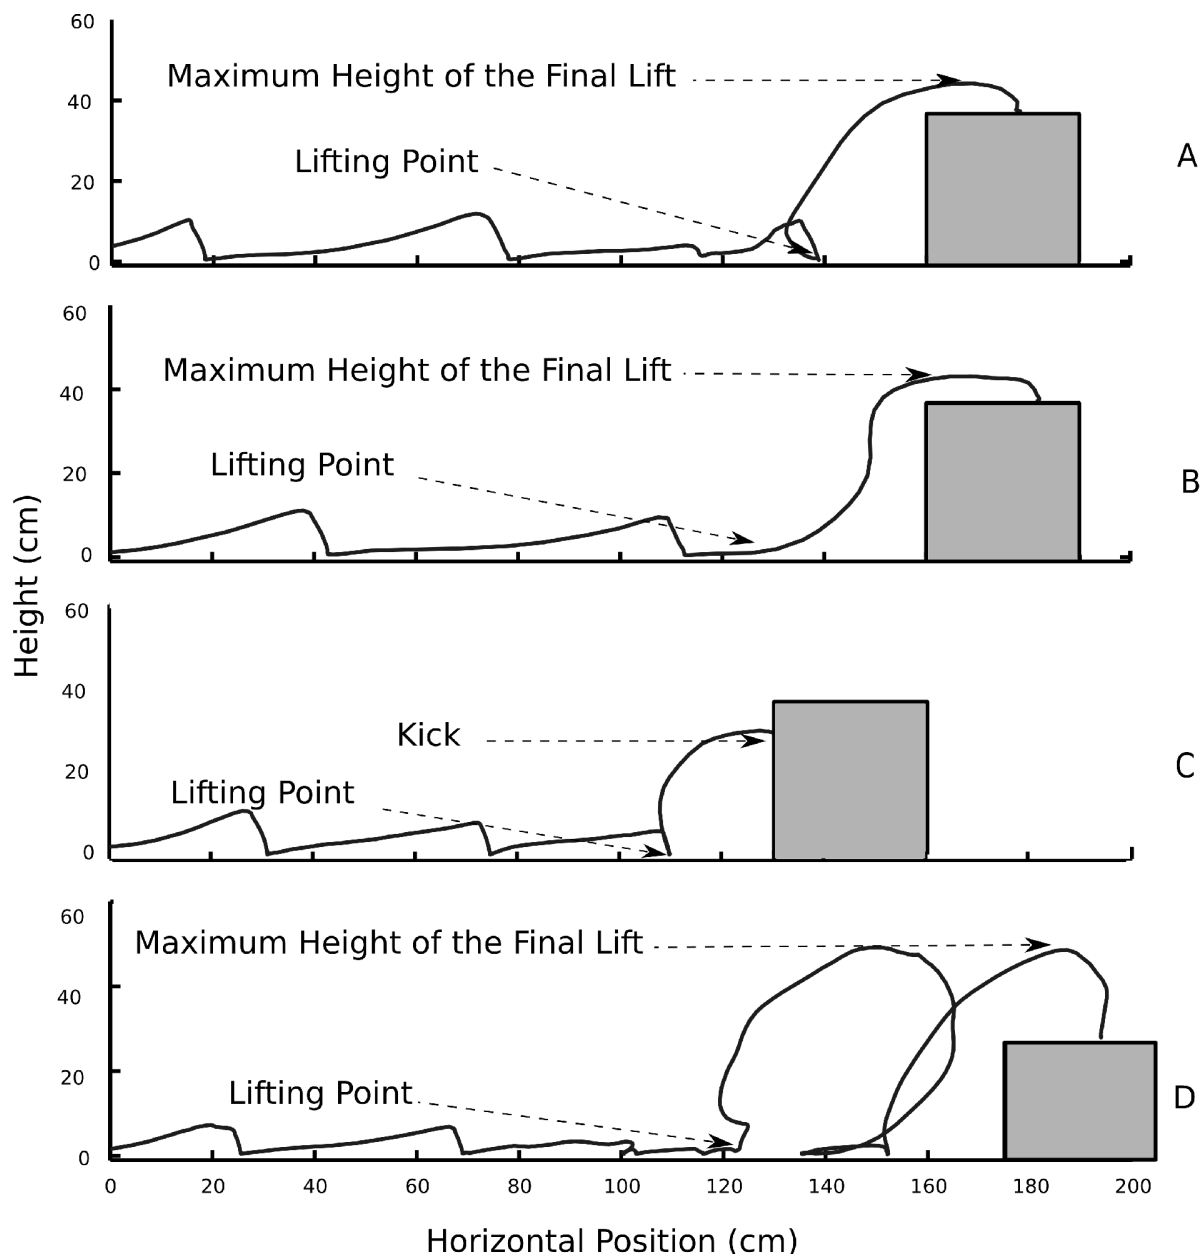 60
Maximum Height of the Final Lift
40
Lifting Point
A
20
0
60
Maximum Height of the Final Lift
40
Lifting Point
B
20
0
Height (cm)
60
40
Kick
C
20
Lifting Point
0
60
Maximum Height of the Final Lift
40
20
Lifting Point
D
0
0 20 40 60 80 100 120 140 160 180 200
Horizontal Position (cm)